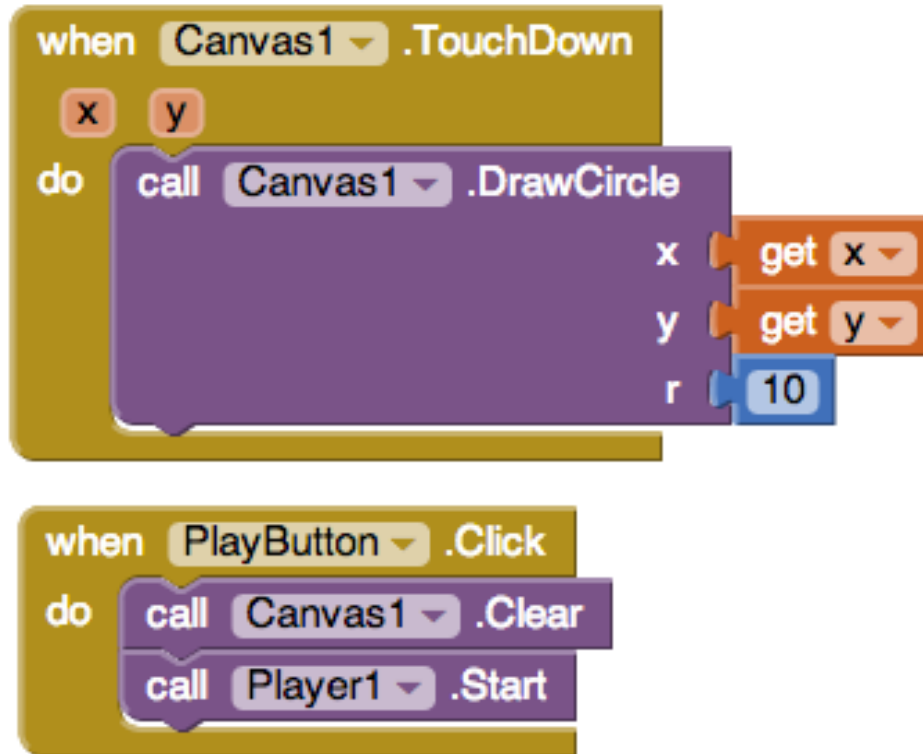 when Canvas1 .TouchDown
x y
do call Canvas1 .DrawCircle
x get x
y get y
r 10
when PlayButton .Click
do call Canvas1 .Clear
call Player1 .Start